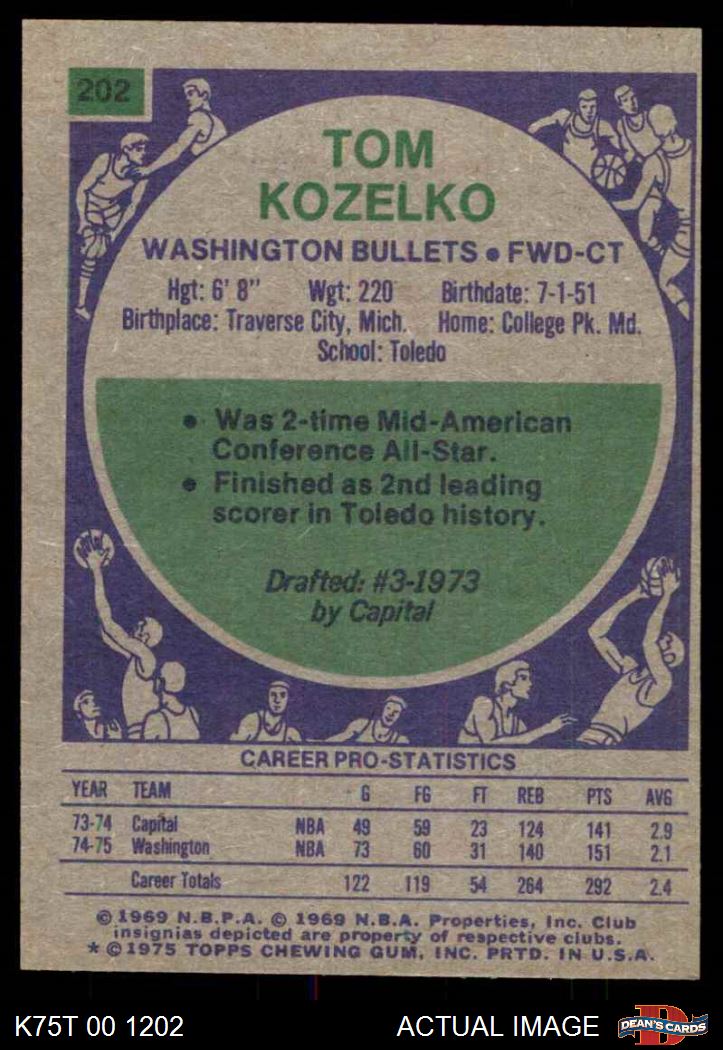 202
TOM
KOZELKO
WASHINGTON BULLETS • FWD-CT
Hgt: 6' 8" Wgt: 220 Birthdate: 7-1-51
Birthplace: Traverse City, Mich. Home: College Pk. Md.
School: Toledo
• Was 2-time Mid-American
Conference All-Star.
• Finished as 2nd leading
scorer in Toledo history.
Drafted: #3-1973
by Capital
CAREER PRO-STATISTICS
YEAR TEAM G FG FT REB PTS AVG
73-74 Capital NBA 49 59 23 124 141 2.9
74-75 Washington NBA 73 60 31 140 151 2.1
Career Totals 122 119 54 264 292 2.4
© 1969 N.B.P.A. © 1969 N.B.A. Properties, Inc. Club
insignias depicted are property of respective clubs.
* © 1975 TOPPS CHEWING GUM, INC. PRTD. IN U.S.A.
K75T 00 1202 ACTUAL IMAGE D DEAN'S CARDS